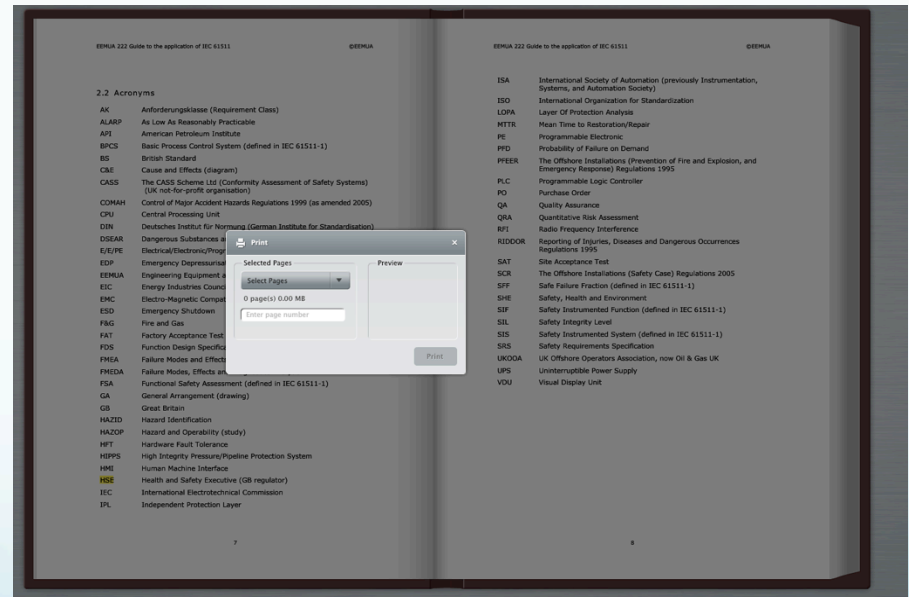 EEMUA 222 Guide to the application of IEC 61511 ©EEMUA
2.2 Acronyms
AK Anforderungsklasse (Requirement Class)
ALARP As Low As Reasonably Practicable
API American Petroleum Institute
BPCS Basic Process Control System (defined in IEC 61511-1)
BS British Standard
C&E Cause and Effects (diagram)
CASS The CASS Scheme Ltd (Conformity Assessment of Safety Systems)
(UK not-for-profit organisation)
COMAH Control of Major Accident Hazards Regulations 1999 (as amended 2005)
CPU Central Processing Unit
DIN Deutsches Institut für Normung (German Institute for Standardisation)
DSEAR Dangerous Substances a
E/E/PE Electrical/Electronic/Progr
EDP Emergency Depressurisa
EEMUA Engineering Equipment a
EIC Energy Industries Counci
EMC Electro-Magnetic Compat
ESD Emergency Shutdown
F&G Fire and Gas
FAT Factory Acceptance Test
FDS Function Design Specifica
FMEA Failure Modes and Effects
FMEDA Failure Modes, Effects an
FSA Functional Safety Assessment (defined in IEC 61511-1)
GA General Arrangement (drawing)
GB Great Britain
HAZID Hazard Identification
HAZOP Hazard and Operability (study)
HFT Hardware Fault Tolerance
HIPPS High Integrity Pressure/Pipeline Protection System
HMI Human Machine Interface
HSE Health and Safety Executive (GB regulator)
IEC International Electrotechnical Commission
IPL Independent Protection Layer
7
EEMUA 222 Guide to the application of IEC 61511 ©EEMUA
ISA International Society of Automation (previously Instrumentation,
Systems, and Automation Society)
ISO International Organization for Standardization
LOPA Layer Of Protection Analysis
MTTR Mean Time to Restoration/Repair
PE Programmable Electronic
PFD Probability of Failure on Demand
PFEER The Offshore Installations (Prevention of Fire and Explosion, and
Emergency Response) Regulations 1995
PLC Programmable Logic Controller
PO Purchase Order
QA Quality Assurance
QRA Quantitative Risk Assessment
RFI Radio Frequency Interference
RIDDOR Reporting of Injuries, Diseases and Dangerous Occurrences
Regulations 1995
SAT Site Acceptance Test
SCR The Offshore Installations (Safety Case) Regulations 2005
SFF Safe Failure Fraction (defined in IEC 61511-1)
SHE Safety, Health and Environment
SIF Safety Instrumented Function (defined in IEC 61511-1)
SIL Safety Integrity Level
SIS Safety Instrumented System (defined in IEC 61511-1)
SRS Safety Requirements Specification
UKOOA UK Offshore Operators Association, now Oil & Gas UK
UPS Uninterruptible Power Supply
VDU Visual Display Unit
8
Print ×
Selected Pages
Select Pages
0 page(s) 0.00 MB
Enter page number
Preview
Print